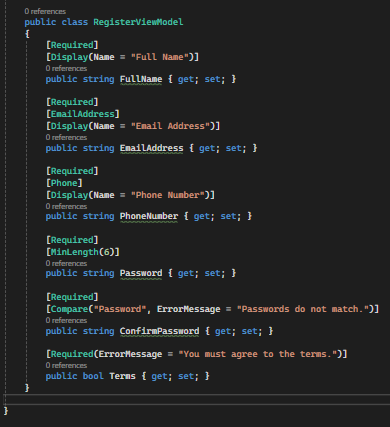 0 references
public class RegisterViewModel
{
[Required]
[Display(Name = "Full Name")]
0 references
public string FullName { get; set; }
[Required]
[EmailAddress]
[Display(Name = "Email Address")]
0 references
public string EmailAddress { get; set; }
[Required]
[Phone]
[Display(Name = "Phone Number")]
0 references
public string PhoneNumber { get; set; }
[Required]
[MinLength(6)]
0 references
public string Password { get; set; }
[Required]
[Compare("Password", ErrorMessage = "Passwords do not match.")]
0 references
public string ConfirmPassword { get; set; }
[Required(ErrorMessage = "You must agree to the terms.")]
0 references
public bool Terms { get; set; }
}
}